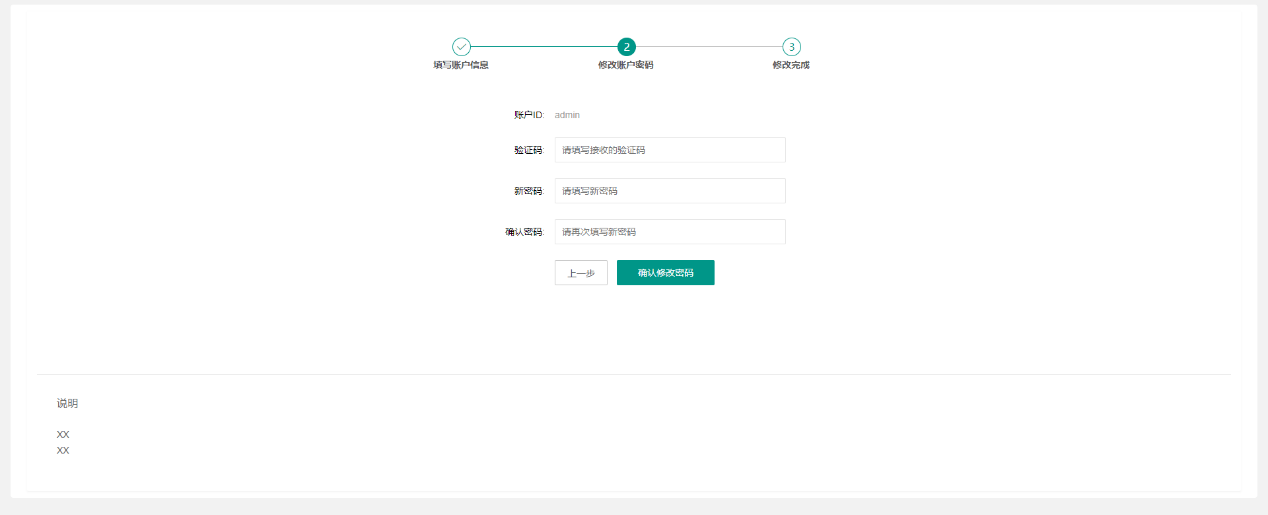 2 3
填写账户信息 修改账户密码 修改完成
账户ID: admin
验证码: 请填写接收的验证码
新密码: 请填写新密码
确认密码: 请再次填写新密码
上一步 确认修改密码
说明
XX
XX